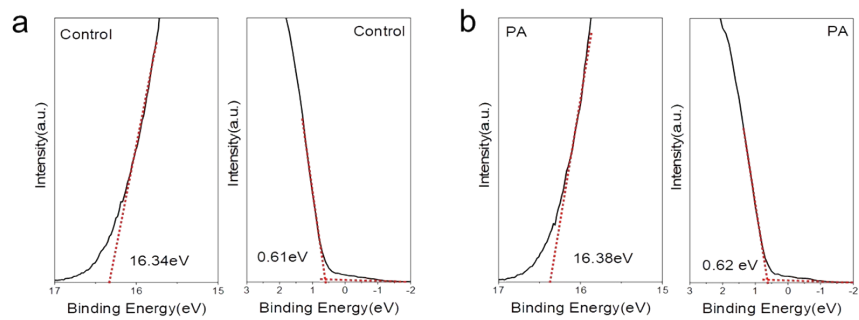 a
Control
Intensity(a.u.)
16.34eV
17 16 15
Binding Energy(eV)
Control
Intensity(a.u.)
0.61eV
3 2 1 0 -1 -2
Binding Energy(eV)
b
PA
Intensity(a.u.)
16.38eV
17 16 15
Binding Energy(eV)
PA
Intensity(a.u.)
0.62 eV
3 2 1 0 -1 -2
Binding Energy(eV)